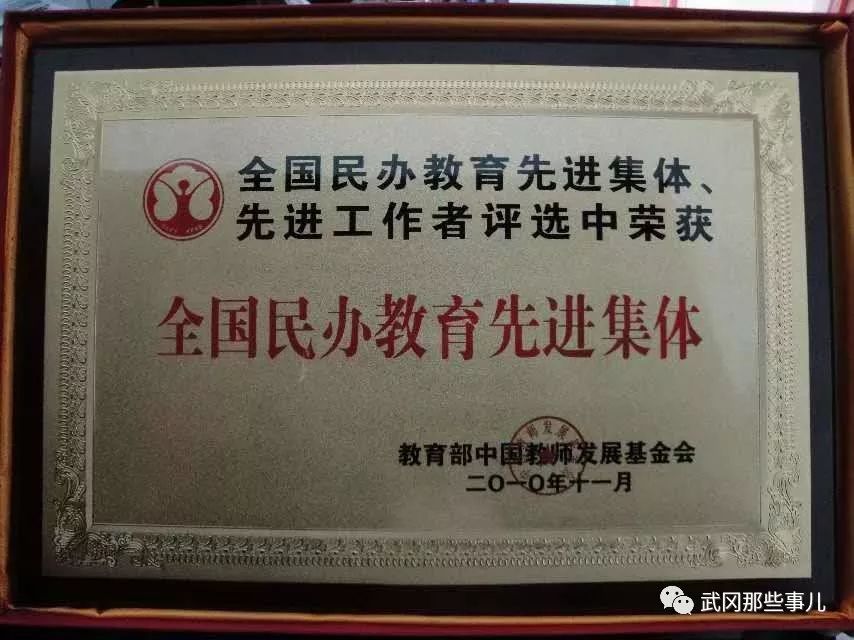 全国民办教育先进集体、
先进工作者评选中荣获
全国民办教育先进集体
教育部中国教师发展基金会
二〇一〇年十一月
武冈那些事儿